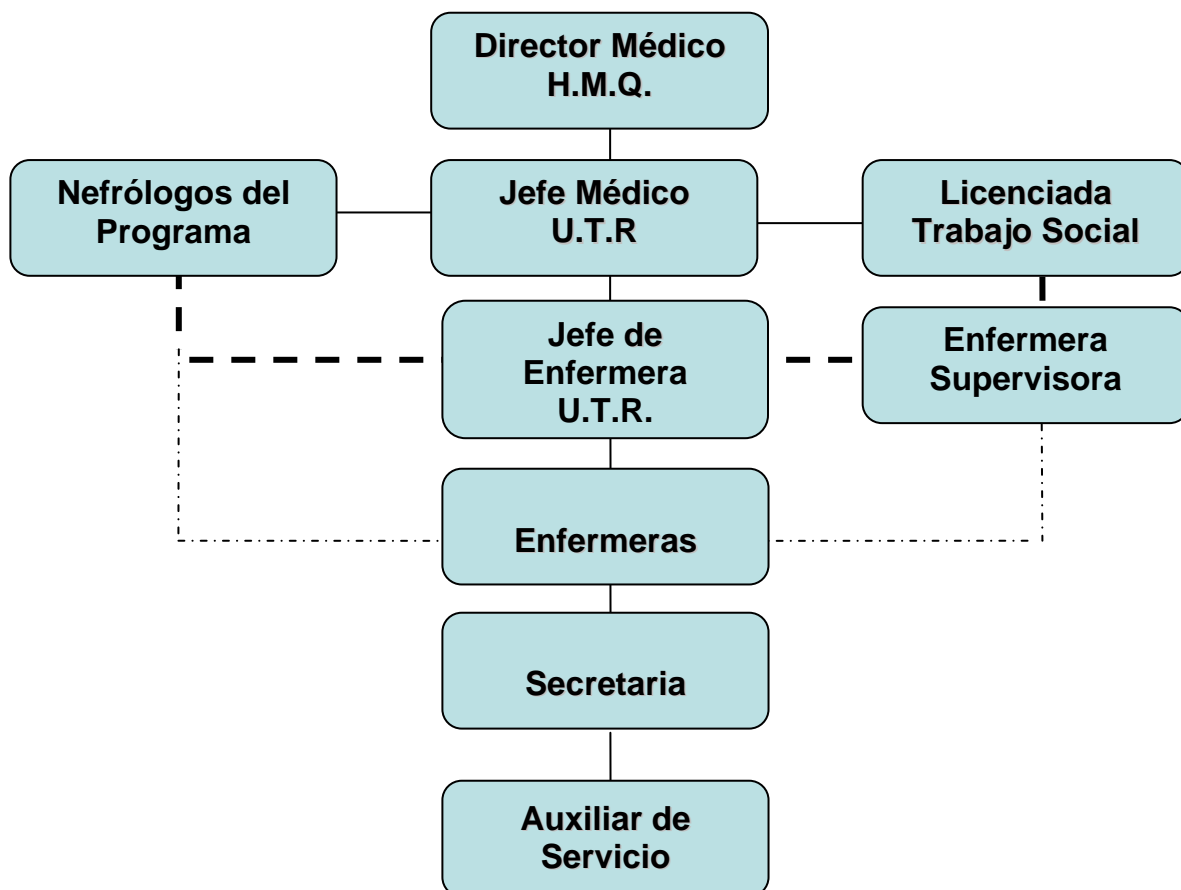 Director Médico
H.M.Q.
Nefrólogos del
Programa
Jefe Médico
U.T.R
Licenciada
Trabajo Social
Jefe de
Enfermera
U.T.R.
Enfermera
Supervisora
Enfermeras
Secretaria
Auxiliar de
Servicio